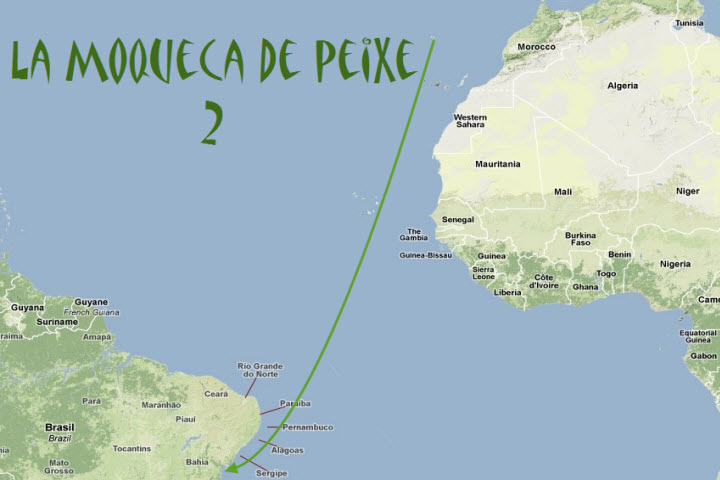 LA MOQUECA DE PEIXE
2
Tunisia
Morocco
Algeria
Western
Sahara
Mauritania
Mali
Niger
Senegal
The
Gambia
Guinea-Bissau
Burkina
Faso
Guinea
Benin
Sierra
Leone
Togo
Nigeria
Côte
d'Ivoire
Ghana
Liberia
Equatorial
Guinea
Gabon
Guyane
French Guiana
Guyana
Suriname
Amapá
Rio Grande
do Norte
Ceará
Pará
Maranhão
Paraiba
Piauí
Pernambuco
Brasil
Brazil
Tocantins
Alagoas
Bahia
Mato
Grosso
Sergipe